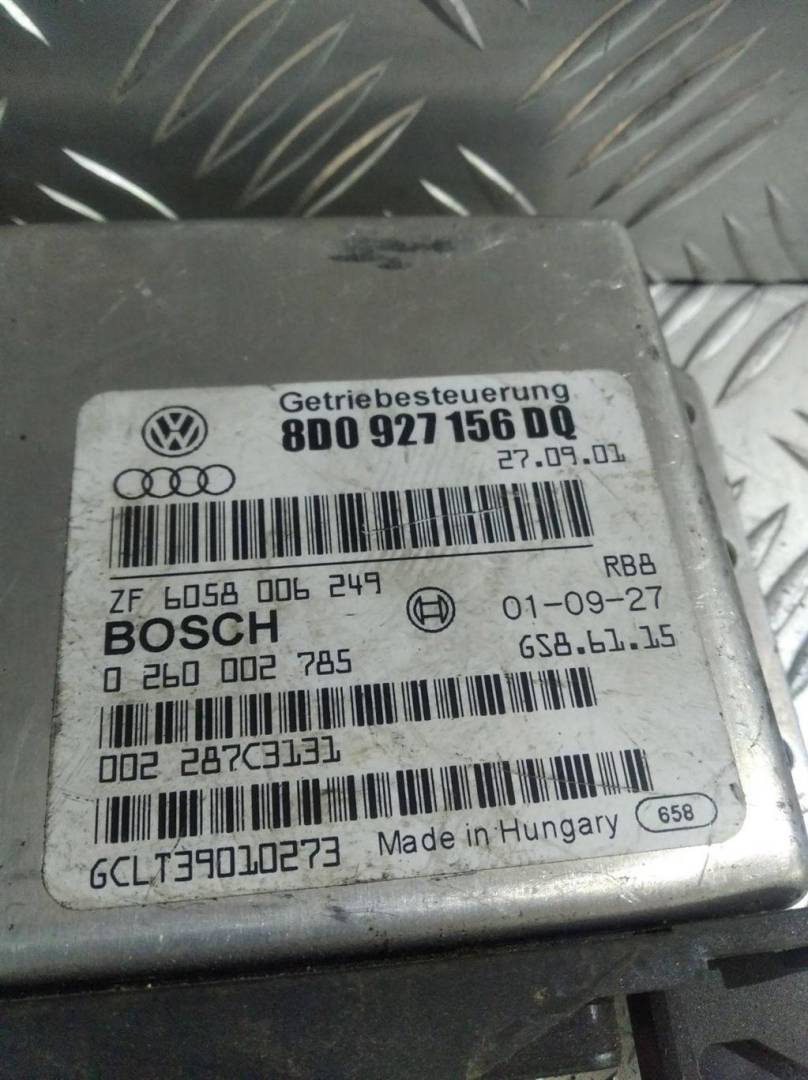 Getriebesteuerung
8D0 927 156 DQ
27.09.01
ZF 6058 006 249
RB8
BOSCH
01-09-27
0 260 002 785
GS8.61.15
002 287C3131
GCLT39010273
Made in Hungary
658